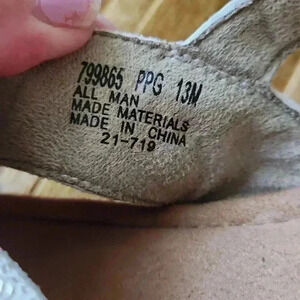 799865 PPG 13M
ALL MAN
MADE MATERIALS
MADE IN CHINA
21-719